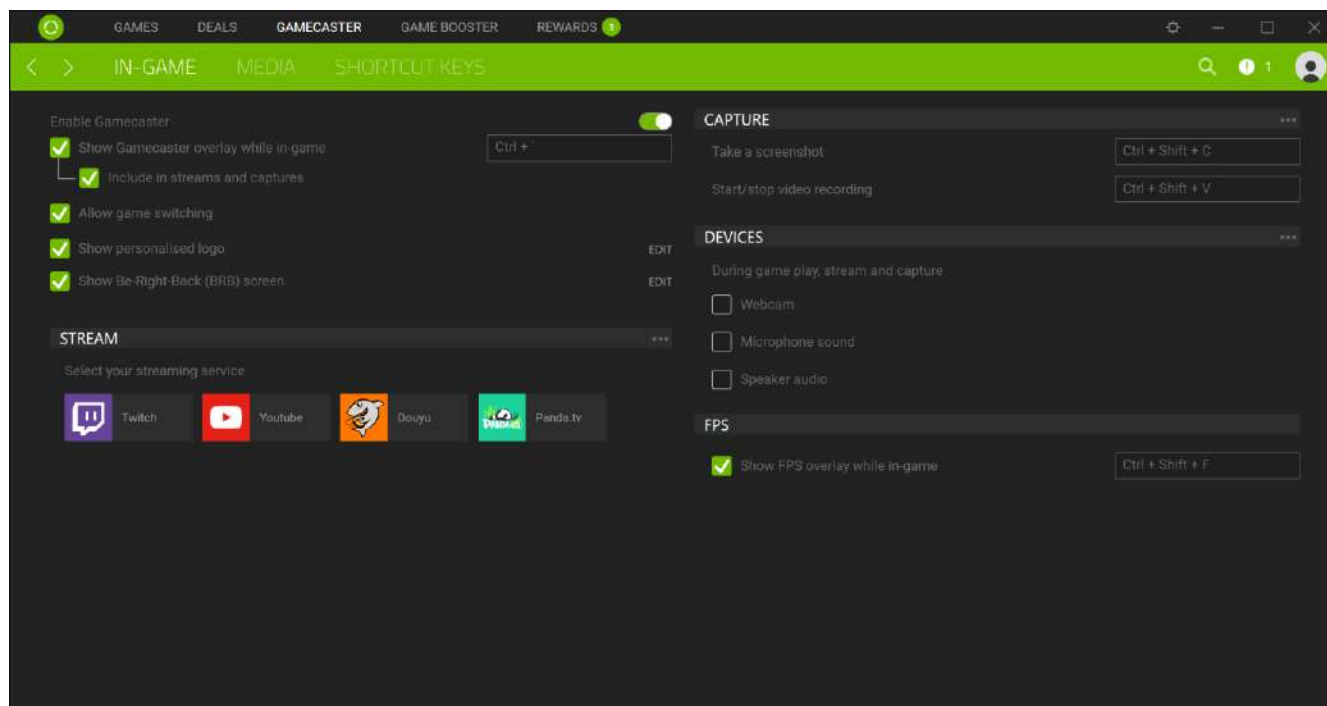 GAMES DEALS GAMECASTER GAME BOOSTER REWARDS 3
IN-GAME MEDIA SHORTCUT KEYS 1
Enable Gamecaster
Show Gamecaster overlay while in-game Ctrl + `
Include in streams and captures
Allow game switching
Show personalised logo EDIT
Show Be-Right-Back (BRB) screen EDIT
STREAM
Select your streaming service
Twitch Youtube Douyu Panda.tv
CAPTURE
Take a screenshot Ctrl + Shift + C
Start/stop video recording Ctrl + Shift + V
DEVICES
During game play, stream and capture
Webcam
Microphone sound
Speaker audio
FPS
Show FPS overlay while in-game Ctrl + Shift + F